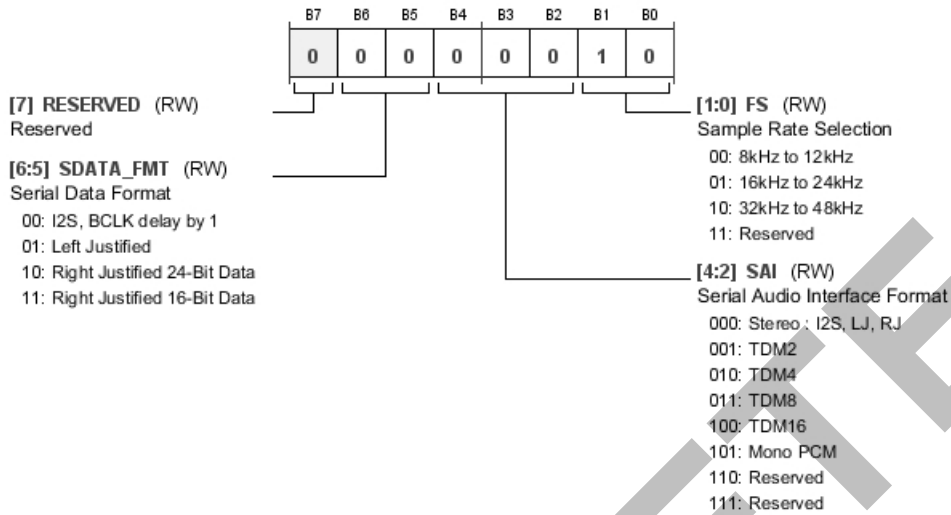 B7 B6 B5 B4 B3 B2 B1 B0
0 0 0 0 0 0 1 0
[7] RESERVED (RW)
Reserved
[6:5] SDATA_FMT (RW)
Serial Data Format
00: I2S, BCLK delay by 1
01: Left Justified
10: Right Justified 24-Bit Data
11: Right Justified 16-Bit Data
[1:0] FS (RW)
Sample Rate Selection
00: 8kHz to 12kHz
01: 16kHz to 24kHz
10: 32kHz to 48kHz
11: Reserved
[4:2] SAI (RW)
Serial Audio Interface Format
000: Stereo : I2S, LJ, RJ
001: TDM2
010: TDM4
011: TDM8
100: TDM16
101: Mono PCM
110: Reserved
111: Reserved